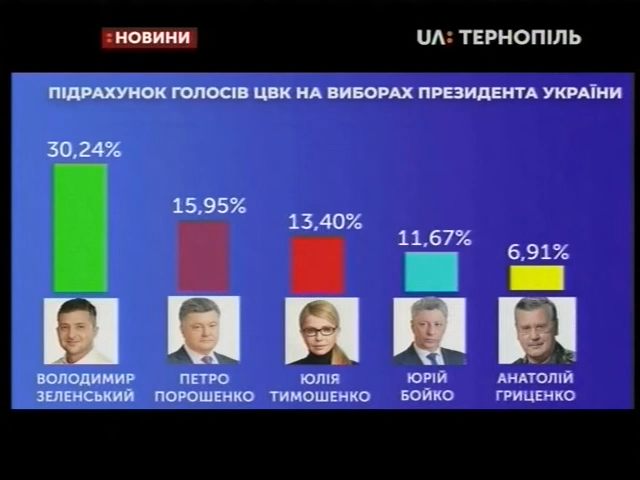 :НОВИНИ
UA: ТЕРНОПІЛЬ
ПІДРАХУНОК ГОЛОСІВ ЦВК НА ВИБОРАХ ПРЕЗИДЕНТА УКРАЇНИ
30,24%
15,95%
13,40%
11,67%
6,91%
ВОЛОДИМИР
ЗЕЛЕНСЬКИЙ
ПЕТРО
ПОРОШЕНКО
ЮЛІЯ
ТИМОШЕНКО
ЮРІЙ
БОЙКО
АНАТОЛІЙ
ГРИЦЕНКО